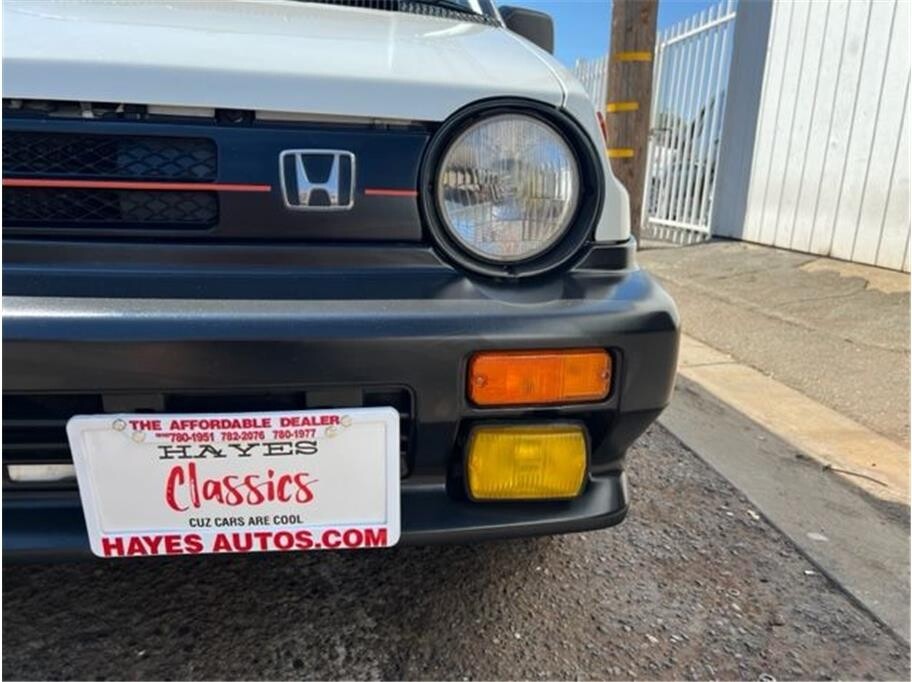 THE AFFORDABLE DEALER
780-1951 782-2076 780-1977
HAYES
Classics
CUZ CARS ARE COOL
HAYES AUTOS.COM